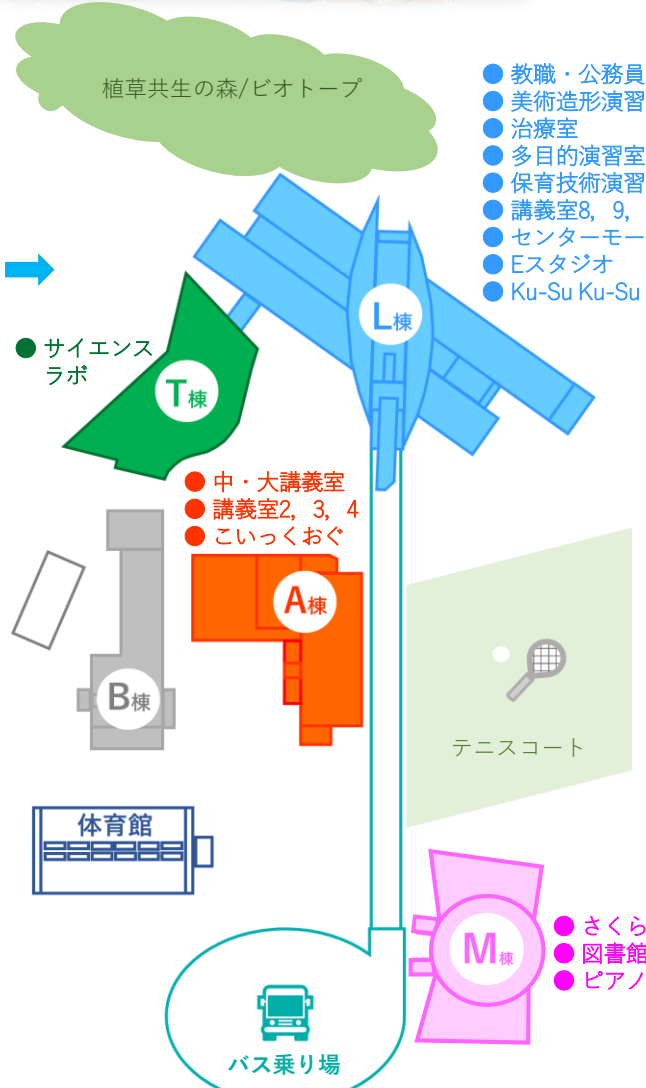 植草共生の森/ビオトープ
● 教職・公務員
● 美術造形演習
● 治療室
● 多目的演習室
● 保育技術演習
● 講義室8, 9,
● センターモー
● Eスタジオ
● Ku-Su Ku-Su
L棟
● サイエンス
ラボ
T棟
● 中・大講義室
● 講義室2, 3, 4
● こいっくおぐ
A棟
B棟
テニスコート
体育館
M棟
● さくら
● 図書館
● ピアノ
バス乗り場